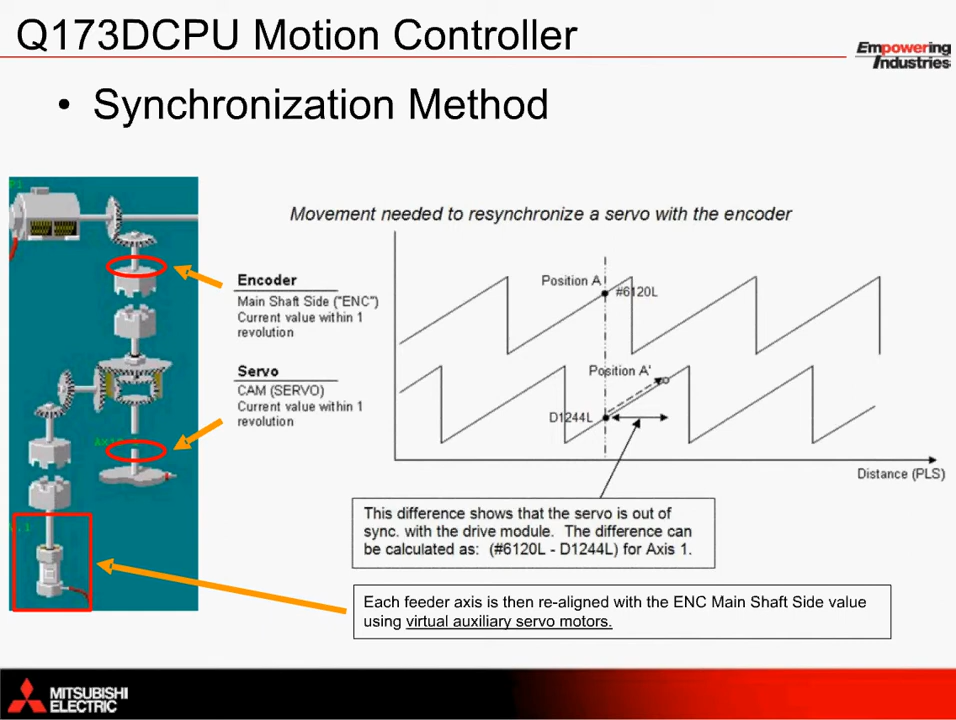 Q173DCPU Motion Controller
Empowering
Industries
• Synchronization Method
Movement needed to resynchronize a servo with the encoder
Encoder
Main Shaft Side ("ENC")
Current value within 1
revolution
Position A
#6120L
Servo
CAM (SERVO)
Current value within 1
revolution
Position A'
D1244L
Distance (PLS)
This difference shows that the servo is out of
sync. with the drive module. The difference can
be calculated as: (#6120L - D1244L) for Axis 1.
Each feeder axis is then re-aligned with the ENC Main Shaft Side value
using virtual auxiliary servo motors.
MITSUBISHI
ELECTRIC